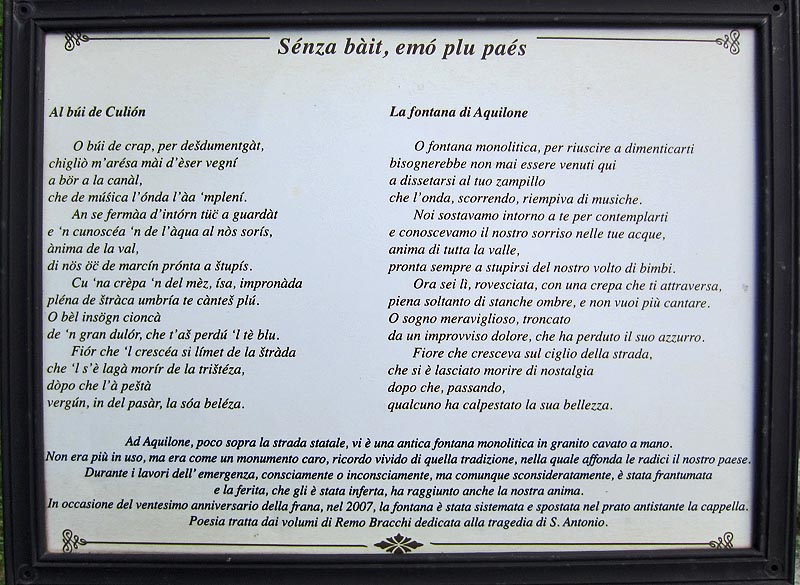 Sénza bàit, emó plu paés
Al búi de Culión
O búi de crap, per dešdumentgàt,
chigliò m'arésa mài d'èser vegní
a bör a la canàl,
che de múśica l'ónda l'àa 'mplení.
An se fermàa d'intórn tüč a guardàt
e 'n cunoscéa 'n de l'àqua al nòs sorís,
ànima de la val,
di nös öč de marcín prónta a štupís.
Cu 'na crèpa 'n del mèz, ísa, impronàda
pléna de štràca umbría te cànteš plú.
O bèl insögn cioncà
de 'n gran dulór, che t'aš perdú 'l tè blu.
Fiór che 'l crescéa si límet de la štràda
che 'l s'è lagà morír de la trištéza,
dòpo che l'à peštà
vergún, in del pasàr, la sóa beléza.
La fontana di Aquilone
O fontana monolitica, per riuscire a dimenticarti
bisognerebbe non mai essere venuti qui
a dissetarsi al tuo zampillo
che l'onda, scorrendo, riempiva di musiche.
Noi sostavamo intorno a te per contemplarti
e conoscevamo il nostro sorriso nelle tue acque,
anima di tutta la valle,
pronta sempre a stupirsi del nostro volto di bimbi.
Ora sei lì, rovesciata, con una crepa che ti attraversa,
piena soltanto di stanche ombre, e non vuoi più cantare.
O sogno meraviglioso, troncato
da un improvviso dolore, che ha perduto il suo azzurro.
Fiore che cresceva sul ciglio della strada,
che si è lasciato morire di nostalgia
dopo che, passando,
qualcuno ha calpestato la sua bellezza.
Ad Aquilone, poco sopra la strada statale, vi è una antica fontana monolitica in granito cavato a mano.
Non era più in uso, ma era come un monumento caro, ricordo vivido di quella tradizione, nella quale affonda le radici il nostro paese.
Durante i lavori dell' emergenza, consciamente o inconsciamente, ma comunque sconsideratamente, è stata frantumata
e la ferita, che gli è stata inferta, ha raggiunto anche la nostra anima.
In occasione del ventesimo anniversario della frana, nel 2007, la fontana è stata sistemata e spostata nel prato antistante la cappella.
Poesia tratta dai volumi di Remo Bracchi dedicata alla tragedia di S. Antonio.